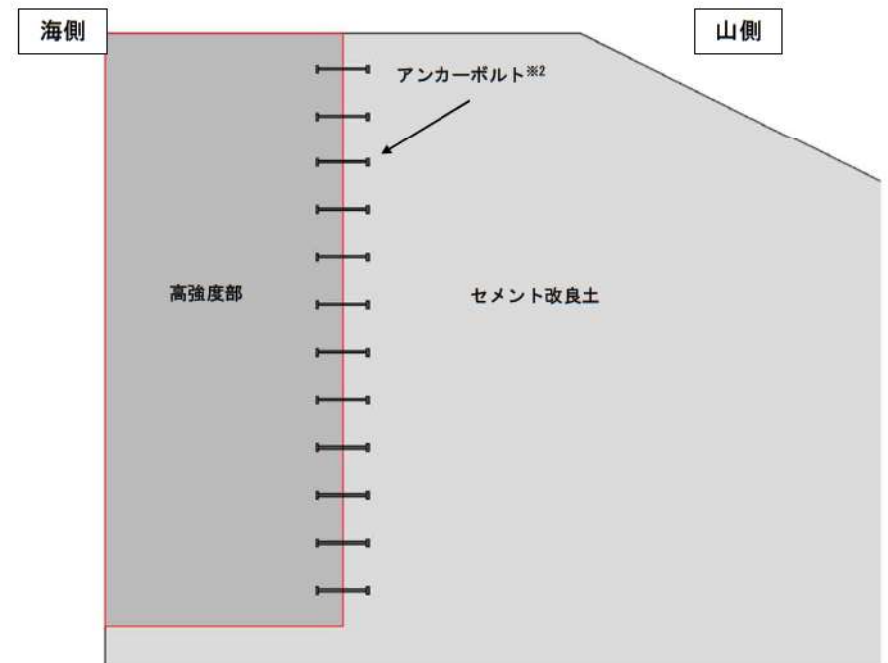 海側
山側
アンカーボルト※2
高強度部
セメント改良土